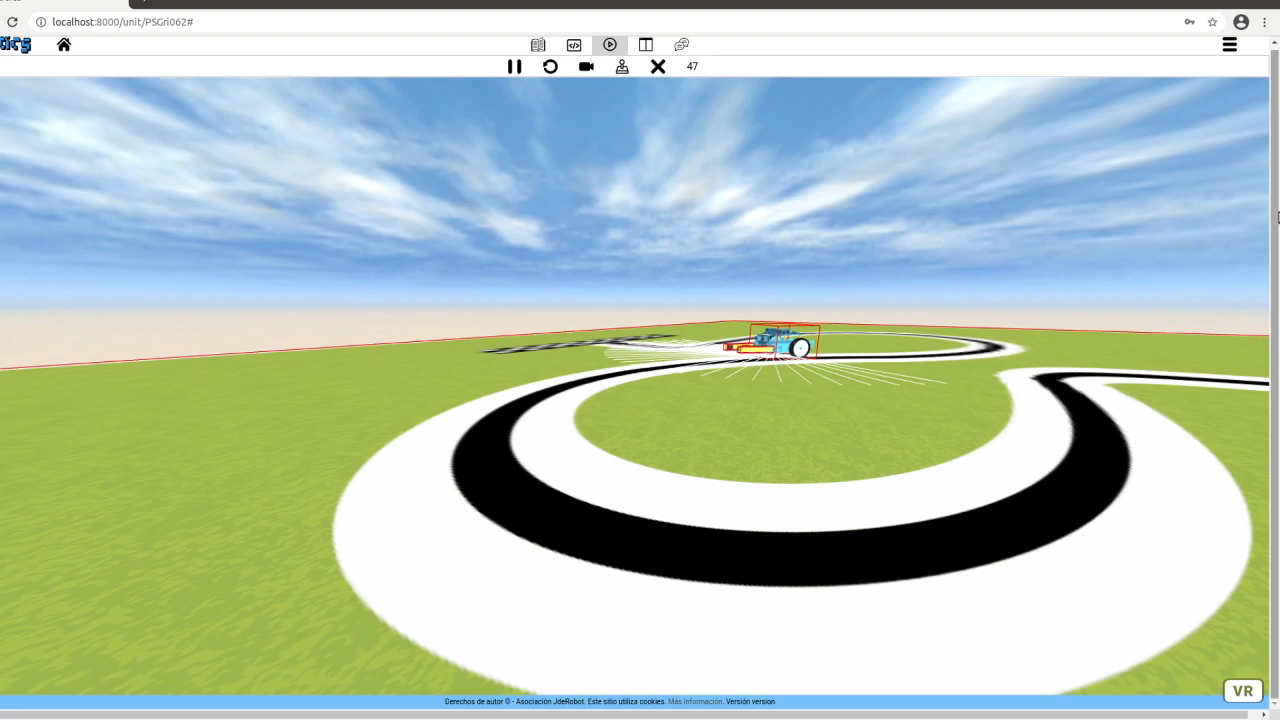 localhost:8000/unit/PSGri062#
tics
47
Derechos de autor © - Asociación JdeRobot. Este sitio utiliza cookies. Más Información. Versión version
VR